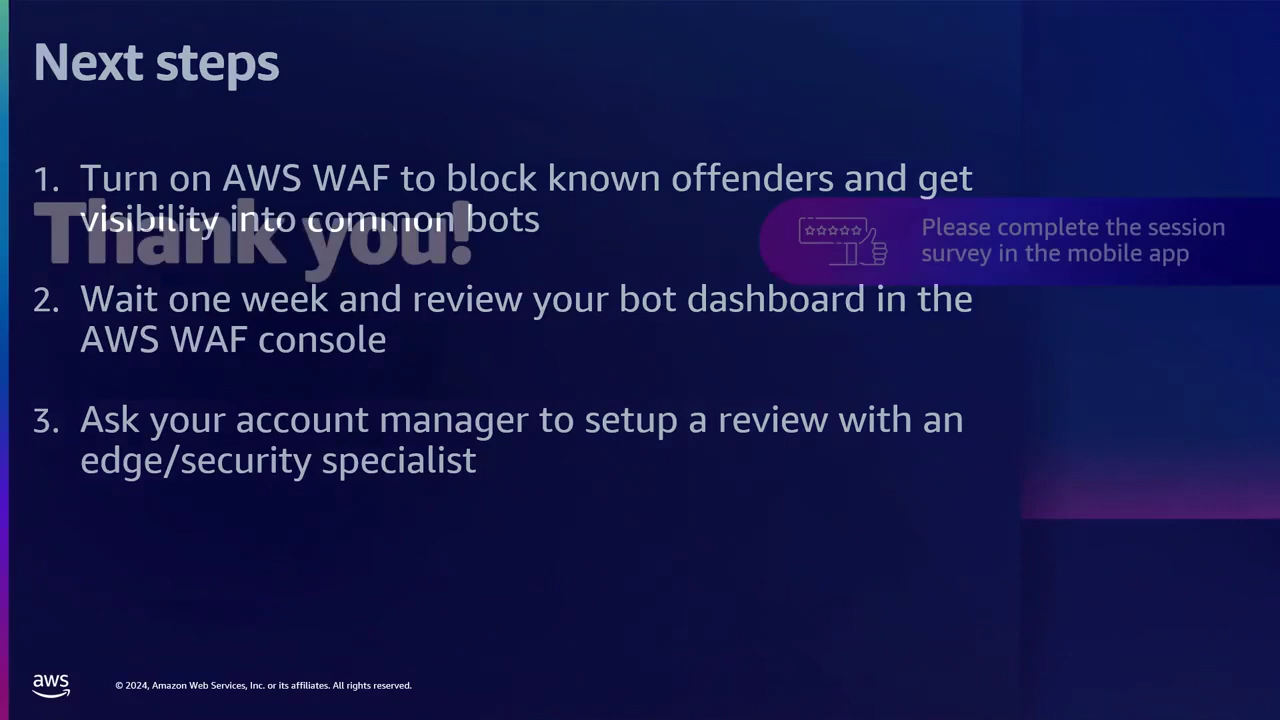 Next steps
1. Turn on AWS WAF to block known offenders and get
visibility into common bots
Thank you!
Please complete the session
survey in the mobile app
2. Wait one week and review your bot dashboard in the
AWS WAF console
3. Ask your account manager to setup a review with an
edge/security specialist
aws
© 2024, Amazon Web Services, Inc. or its affiliates. All rights reserved.